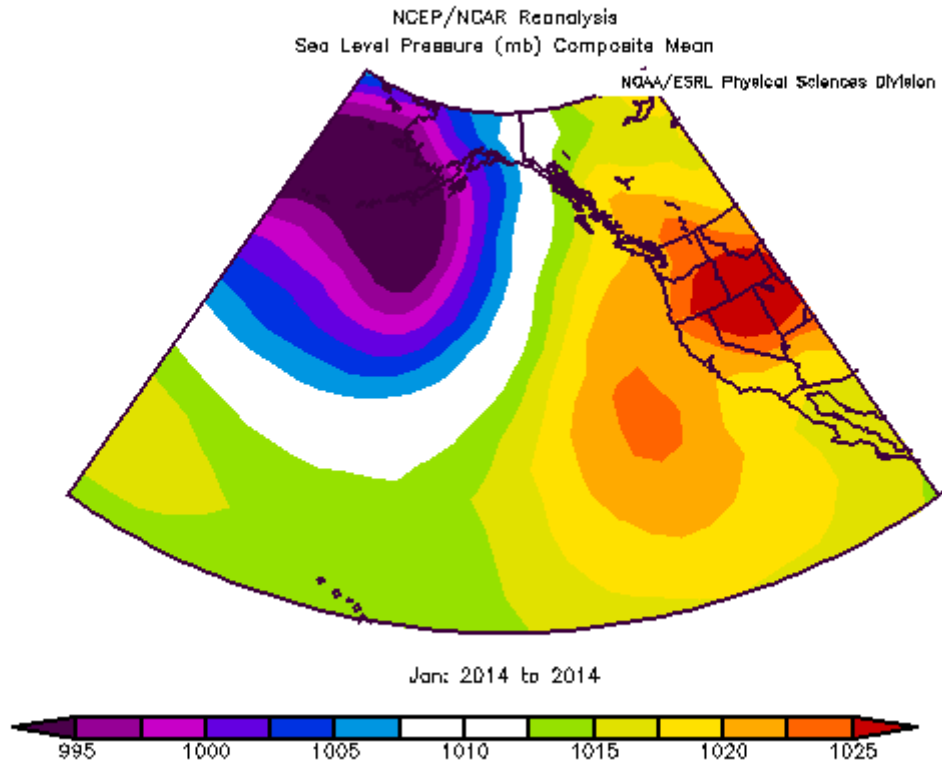 NCEP/NCAR Reanalysis
Sea Level Pressure (mb) Composite Mean
NOAA/ESRL Physical Sciences Division
Jan: 2014 to 2014
995 1000 1005 1010 1015 1020 1025